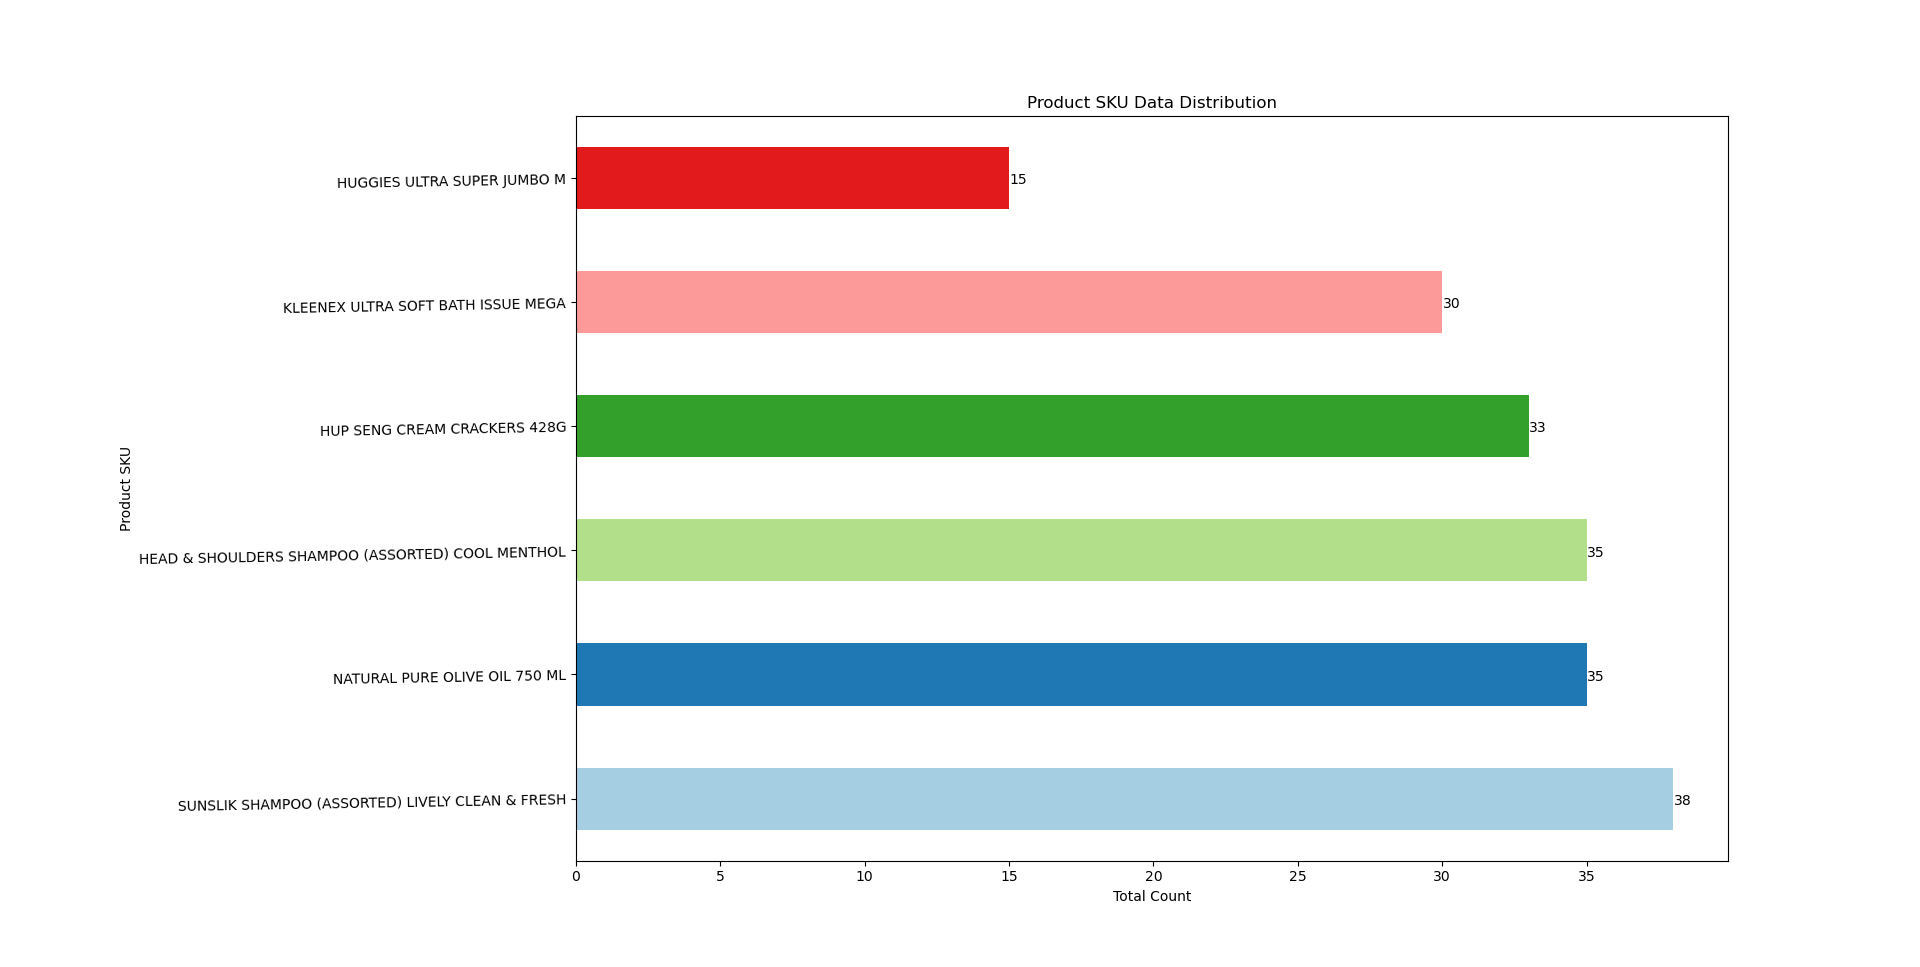 Product SKU Data Distribution
HUGGIES ULTRA SUPER JUMBO M
15
KLEENEX ULTRA SOFT BATH ISSUE MEGA
30
HUP SENG CREAM CRACKERS 428G
33
HEAD & SHOULDERS SHAMPOO (ASSORTED) COOL MENTHOL
35
NATURAL PURE OLIVE OIL 750 ML
35
SUNSLIK SHAMPOO (ASSORTED) LIVELY CLEAN & FRESH
38
Product SKU
0 5 10 15 20 25 30 35
Total Count